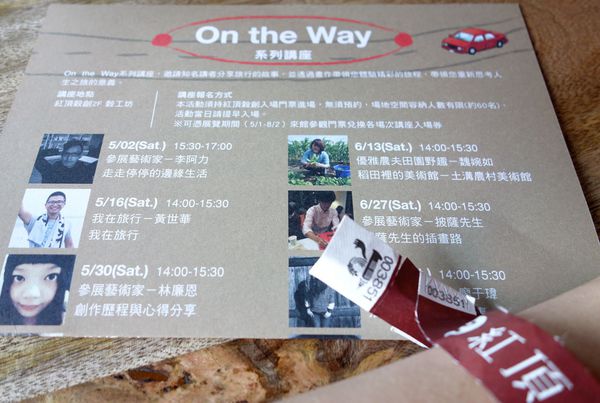 On the Way
系列講座
On the Way系列講座，邀請知名講者分享旅行的故事，並透過畫作帶領您體驗精彩的旅程，帶領您重新思考人
生之旅的意義。
講座地點
紅頂穀創2F 穀工坊
講座報名方式
本活動須持紅頂穀創入場門票進場，無須預約，場地空間容納人數有限(約60名)，
活動當日請提早入場。
※可憑展覽期間（5/1-8/2）來館參觀門票兌換各場次講座入場券
5/02(Sat.) 15:30-17:00
參展藝術家－李阿力
走走停停的邊緣生活
5/16(Sat.) 14:00-15:30
我在旅行－黃世華
我在旅行
5/30(Sat.) 14:00-15:30
參展藝術家－林廉恩
創作歷程與心得分享
6/13(Sat.) 14:00-15:30
優雅農夫田園野趣－魏婉如
稻田裡的美術館－土溝農村美術館
6/27(Sat.) 14:00-15:30
參展藝術家－披薩先生
薩先生的插畫路
14:00-15:30
廖于瑋
003851
003851
紅頂